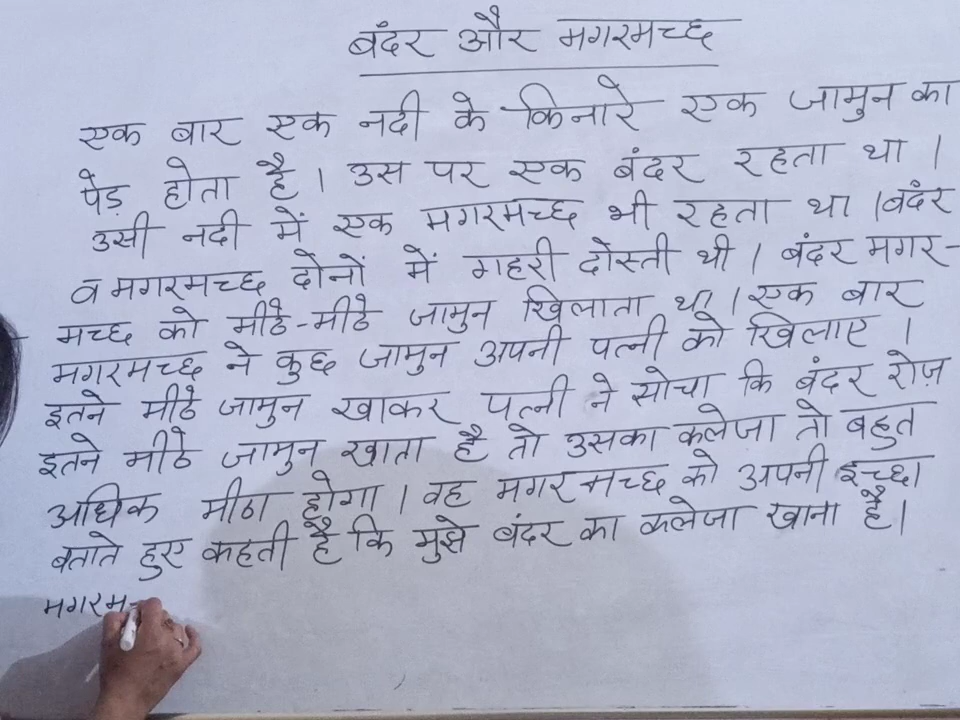 बंदर और मगरमच्छ
एक बार एक नदी के किनारे एक जामुन का
पेड़ होता है। उस पर एक बंदर रहता था।
उसी नदी में एक मगरमच्छ भी रहता था।बंदर
व मगरमच्छ दोनों में गहरी दोस्ती थी। बंदर मगर-
मच्छ को मीठे-मीठे जामुन खिलाता था। एक बार
मगरमच्छ ने कुछ जामुन अपनी पत्नी को खिलाए।
इतने मीठे जामुन खाकर पत्नी ने सोचा कि बंदर रोज़
इतने मीठे जामुन खाता है तो उसका कलेजा तो बहुत
अधिक मीठा होगा। वह मगरमच्छ को अपनी इच्छा
बताते हुए कहती है कि मुझे बंदर का कलेजा खाना है।
मगरम